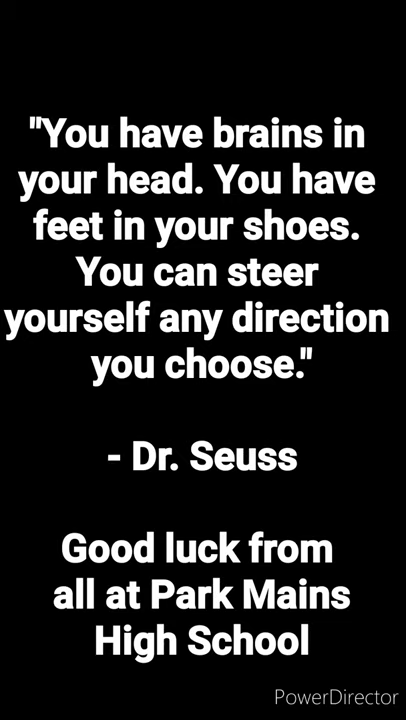 "You have brains in
your head. You have
feet in your shoes.
You can steer
yourself any direction
you choose."
- Dr. Seuss
Good luck from
all at Park Mains
High School
PowerDirector